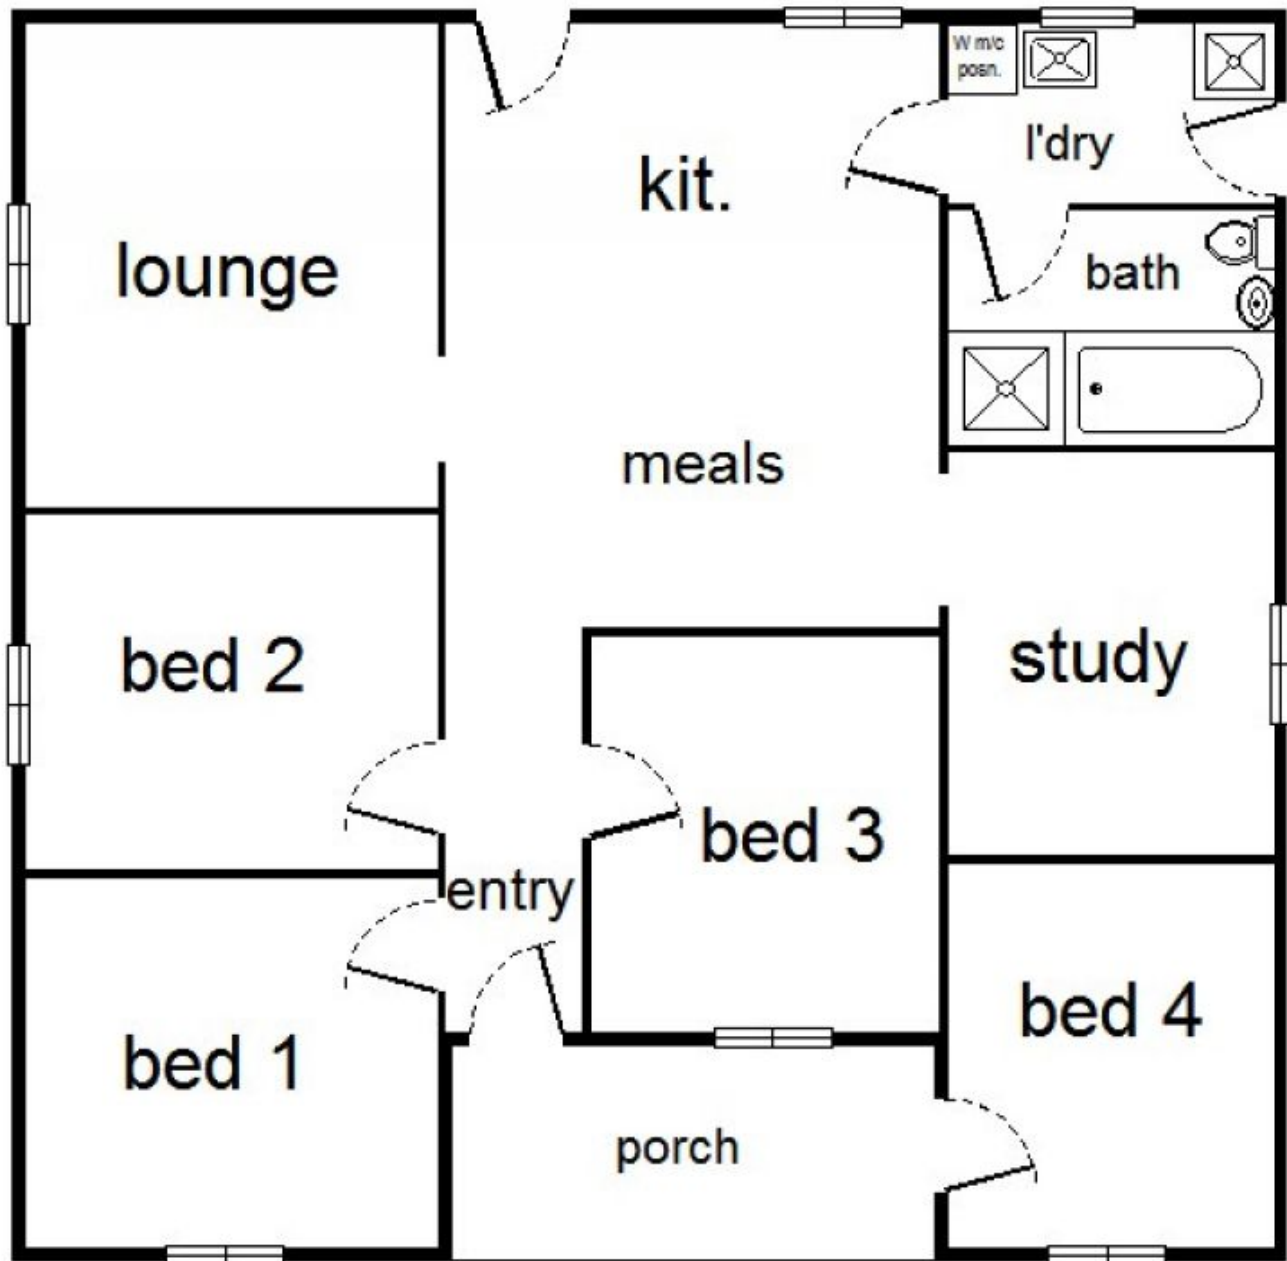 W m/c
posn.
l'dry
kit.
lounge
bath
meals
bed 2
study
bed 3
entry
bed 4
bed 1
porch